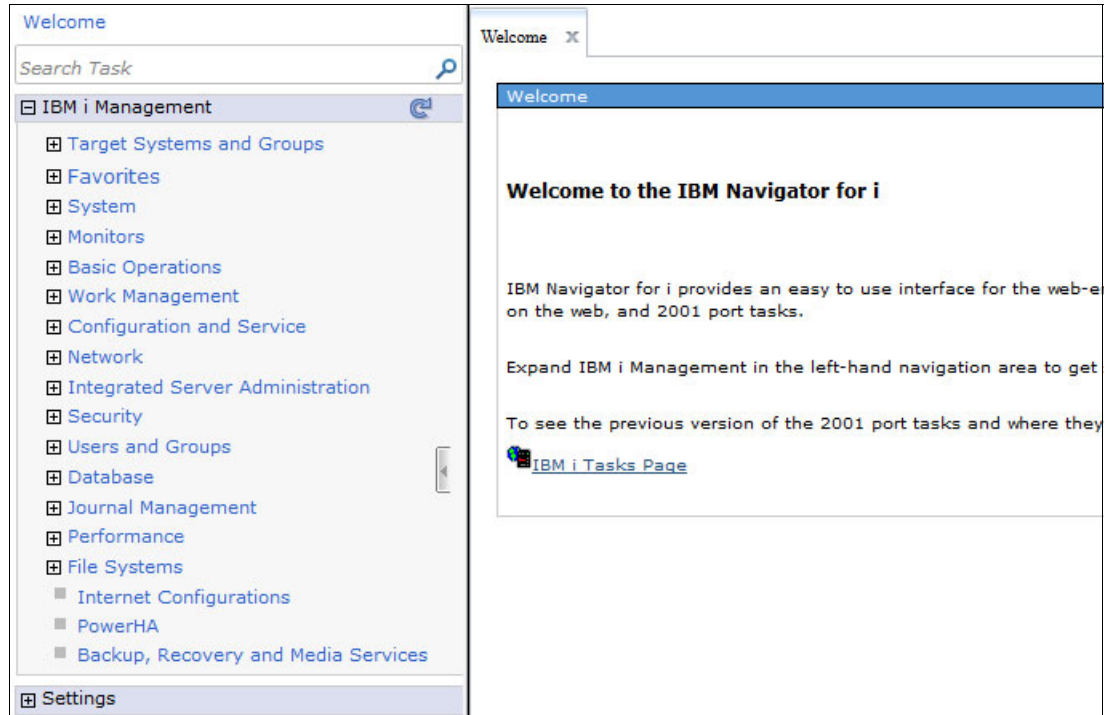 Welcome
Search Task
IBM i Management
Target Systems and Groups
Favorites
System
Monitors
Basic Operations
Work Management
Configuration and Service
Network
Integrated Server Administration
Security
Users and Groups
Database
Journal Management
Performance
File Systems
Internet Configurations
PowerHA
Backup, Recovery and Media Services
Settings
Welcome
Welcome
Welcome to the IBM Navigator for i
IBM Navigator for i provides an easy to use interface for the
on the web, and 2001 port tasks.
Expand IBM i Management in the left-hand navigation area to get
To see the previous version of the 2001 port tasks and where they
IBM i Tasks Page